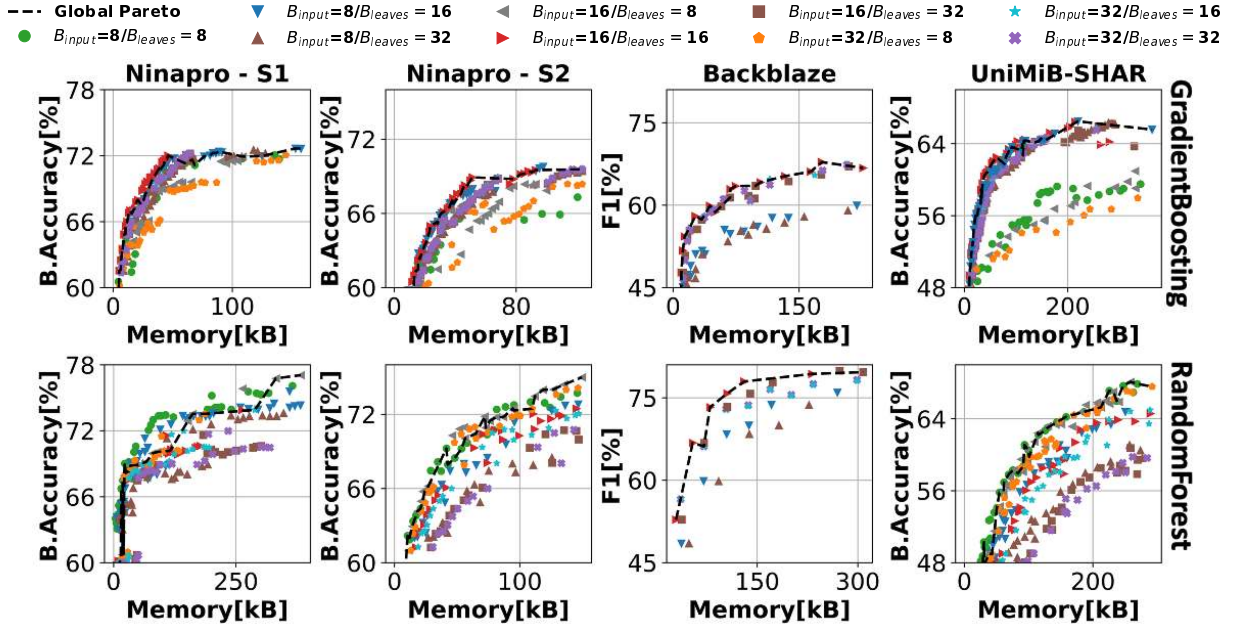 Global Pareto
B_input=8/B_leaves = 8
B_input=8/B_leaves = 16
B_input=8/B_leaves = 32
B_input=16/B_leaves = 8
B_input=16/B_leaves = 16
B_input=16/B_leaves = 32
B_input=32/B_leaves = 8
B_input=32/B_leaves = 16
B_input=32/B_leaves = 32
Ninapro - S1
78
72
66
60
B.Accuracy[%]
0 100
Memory[kB]
Ninapro - S2
72
66
60
B.Accuracy[%]
0 80
Memory[kB]
Backblaze
75
60
45
F1[%]
0 150
Memory[kB]
UniMiB-SHAR
64
56
48
B.Accuracy[%]
0 200
Memory[kB]
GradientBoosting
78
72
66
60
B.Accuracy[%]
0 250
Memory[kB]
72
66
60
B.Accuracy[%]
0 100
Memory[kB]
75
60
45
F1[%]
150 300
Memory[kB]
64
56
48
B.Accuracy[%]
0 200
Memory[kB]
RandomForest